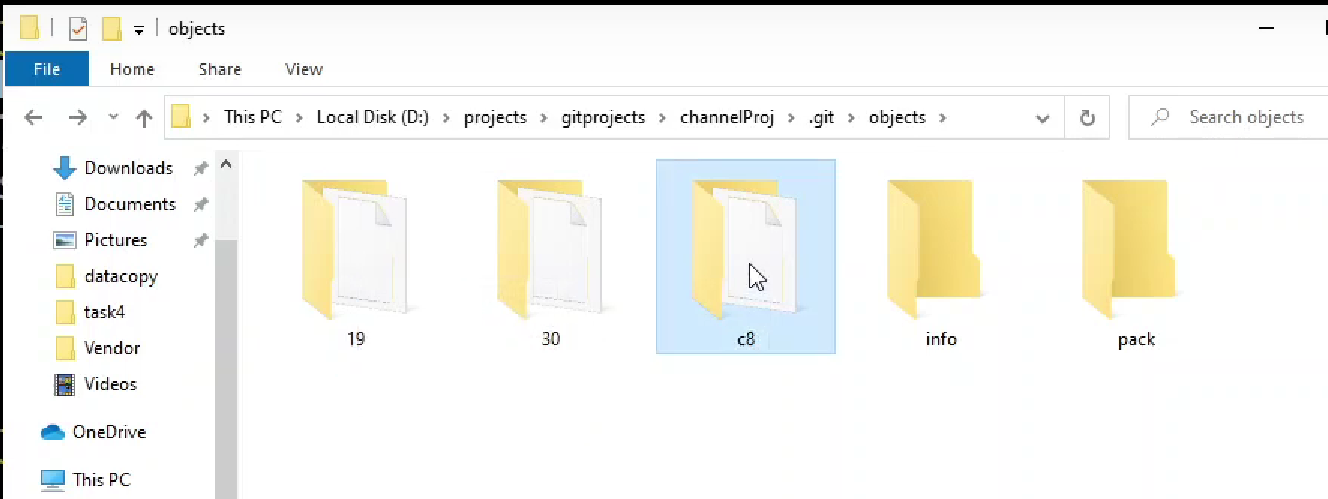 objects
File Home Share View
This PC > Local Disk (D:) > projects > gitprojects > channelProj > .git > objects >
Search objects
Downloads
Documents
Pictures
datacopy
task4
Vendor
Videos
OneDrive
This PC
19 30 c8 info pack